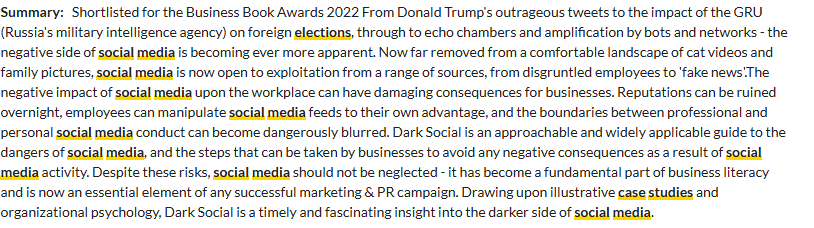 Summary: Shortlisted for the Business Book Awards 2022 From Donald Trump's outrageous tweets to the impact of the GRU
(Russia's military intelligence agency) on foreign elections, through to echo chambers and amplification by bots and networks - the
negative side of social media is becoming ever more apparent. Now far removed from a comfortable landscape of cat videos and
family pictures, social media is now open to exploitation from a range of sources, from disgruntled employees to 'fake news'.The
negative impact of social media upon the workplace can have damaging consequences for businesses. Reputations can be ruined
overnight, employees can manipulate social media feeds to their own advantage, and the boundaries between professional and
personal social media conduct can become dangerously blurred. Dark Social is an approachable and widely applicable guide to the
dangers of social media, and the steps that can be taken by businesses to avoid any negative consequences as a result of social
media activity. Despite these risks, social media should not be neglected - it has become a fundamental part of business literacy
and is now an essential element of any successful marketing & PR campaign. Drawing upon illustrative case studies and
organizational psychology, Dark Social is a timely and fascinating insight into the darker side of social media.